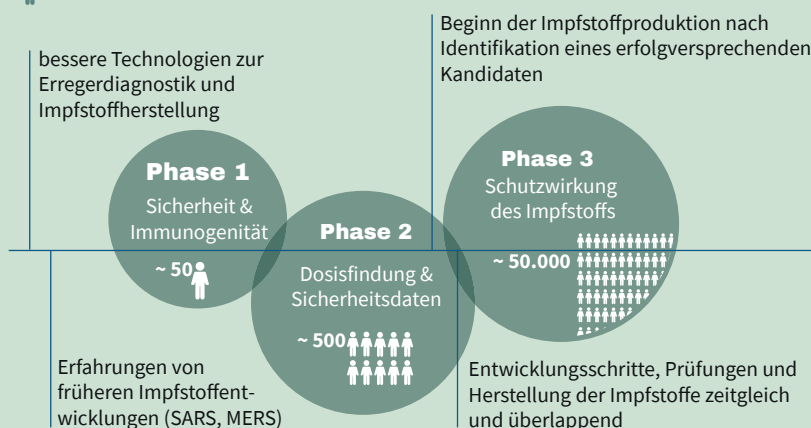 bessere Technologien zur
Erregerdiagnostik und
Impfstoffherstellung
Beginn der Impfstoffproduktion nach
Identifikation eines erfolgversprechenden
Kandidaten
Phase 1
Sicherheit &
Immunogenität
~ 50
Phase 2
Dosisfindung &
Sicherheitsdaten
~ 500
Phase 3
Schutzwirkung
des Impfstoffs
~ 50.000
Erfahrungen von
früheren Impfstoffent-
wicklungen (SARS, MERS)
Entwicklungsschritte, Prüfungen und
Herstellung der Impfstoffe zeitgleich
und überlappend